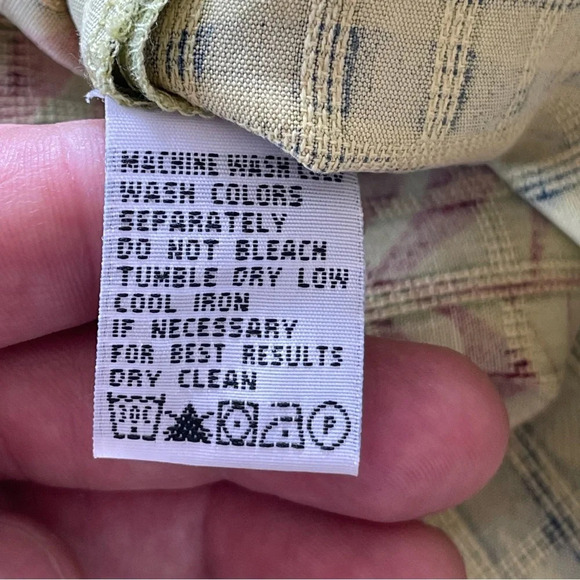 MACHINE WASH
WASH COLORS
SEPARATELY
DO NOT BLEACH
TUMBLE DRY LOW
COOL IRON
IF NECESSARY
FOR BEST RESULTS
DRY CLEAN
30C P